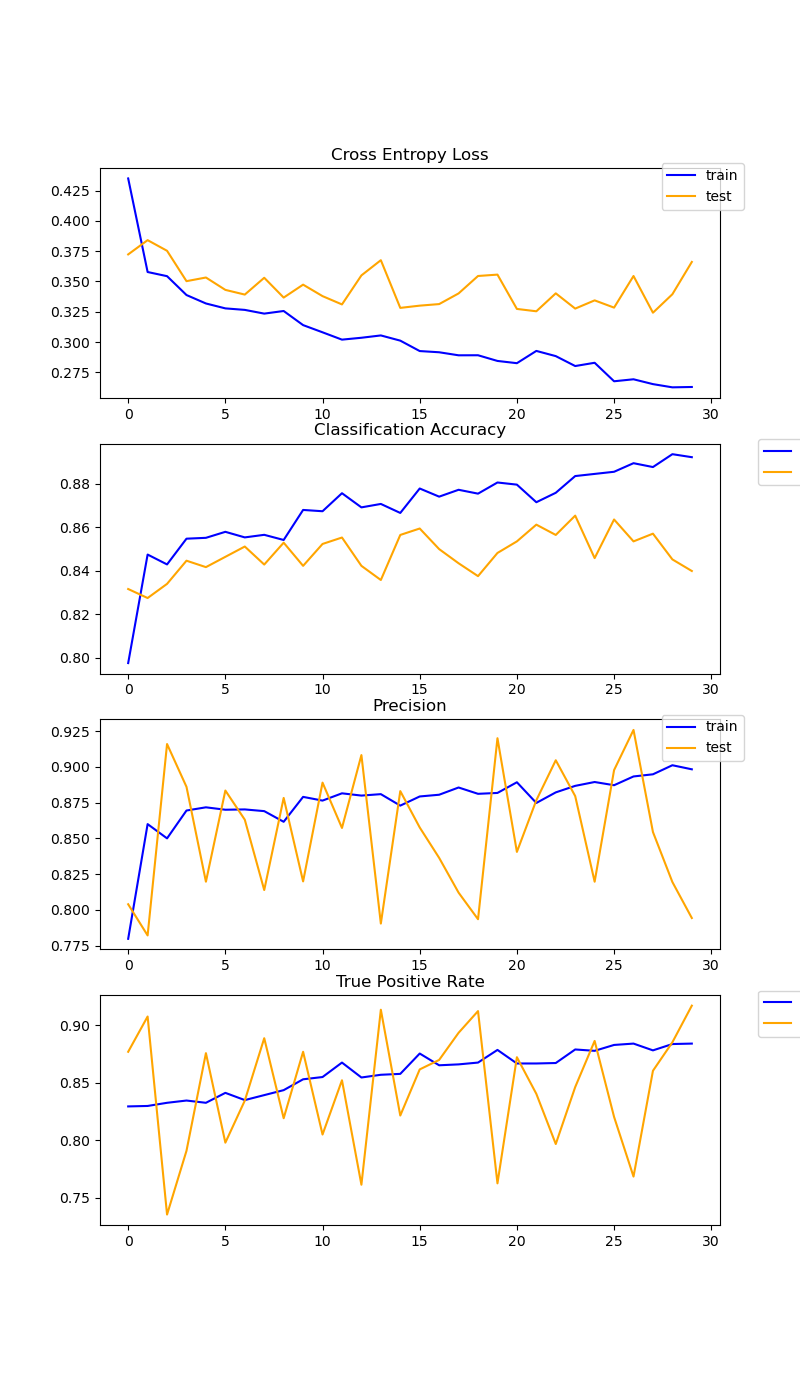 Cross Entropy Loss
train
test
0.425
0.400
0.375
0.350
0.325
0.300
0.275
0 5 10 15 20 25 30
Classification Accuracy
0.88
0.86
0.84
0.82
0.80
0 5 10 15 20 25 30
Precision
train
test
0.925
0.900
0.875
0.850
0.825
0.800
0.775
0 5 10 15 20 25 30
True Positive Rate
0.90
0.85
0.80
0.75
0 5 10 15 20 25 30